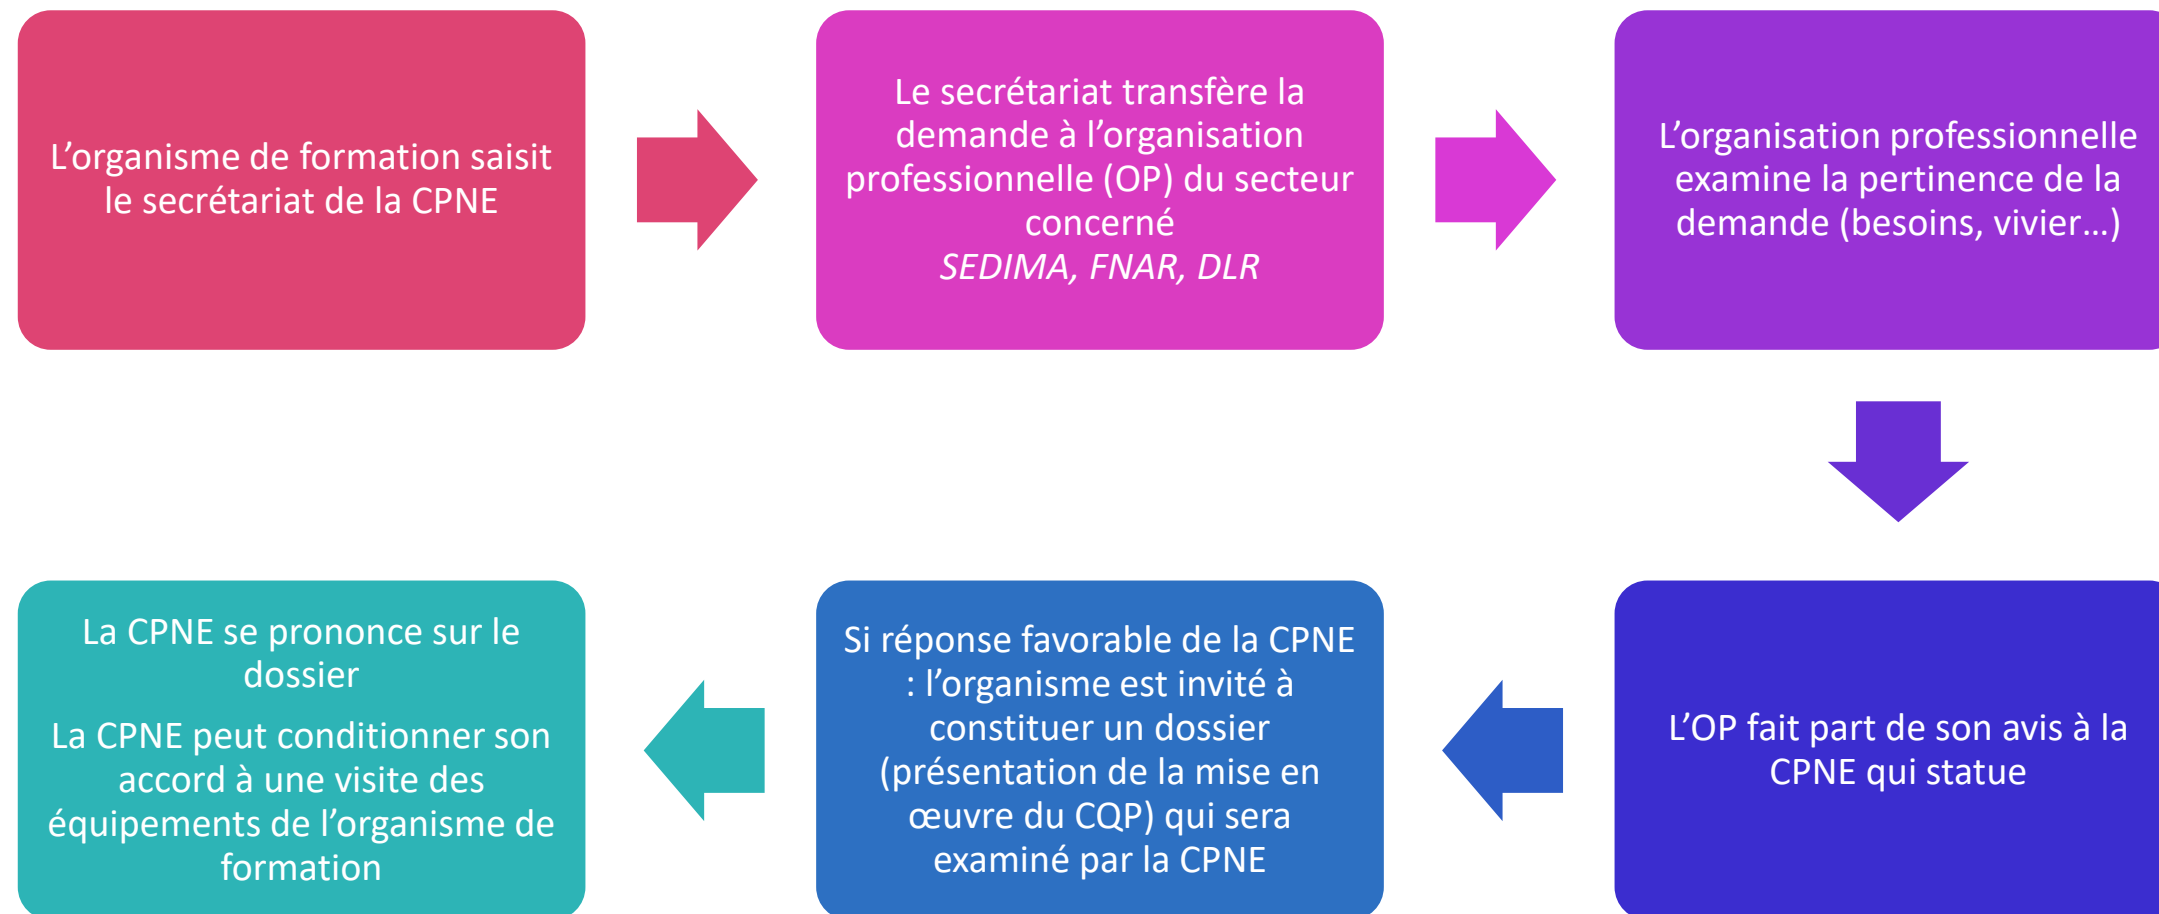 L’organisme de formation saisit
le secrétariat de la CPNE
Le secrétariat transfère la
demande à l’organisation
professionnelle (OP) du secteur
concerné
SEDIMA, FNAR, DLR
L’organisation professionnelle
examine la pertinence de la
demande (besoins, vivier…)
L’OP fait part de son avis à la
CPNE qui statue
Si réponse favorable de la CPNE
: l’organisme est invité à
constituer un dossier
(présentation de la mise en
œuvre du CQP) qui sera
examiné par la CPNE
La CPNE se prononce sur le
dossier
La CPNE peut conditionner son
accord à une visite des
équipements de l’organisme de
formation